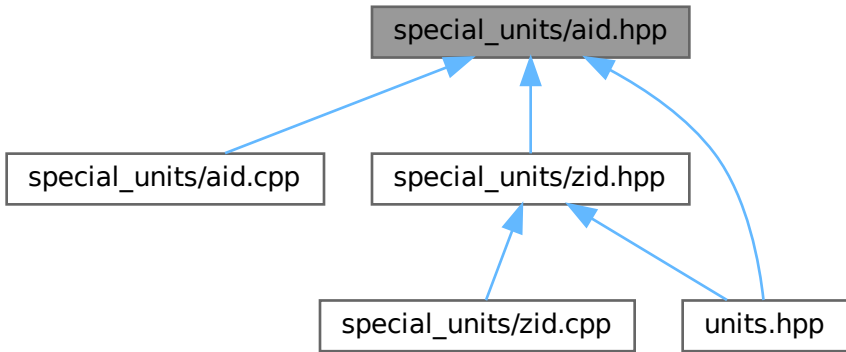 special_units/aid.hpp
special_units/aid.cpp
special_units/zid.hpp
special_units/zid.cpp
units.hpp